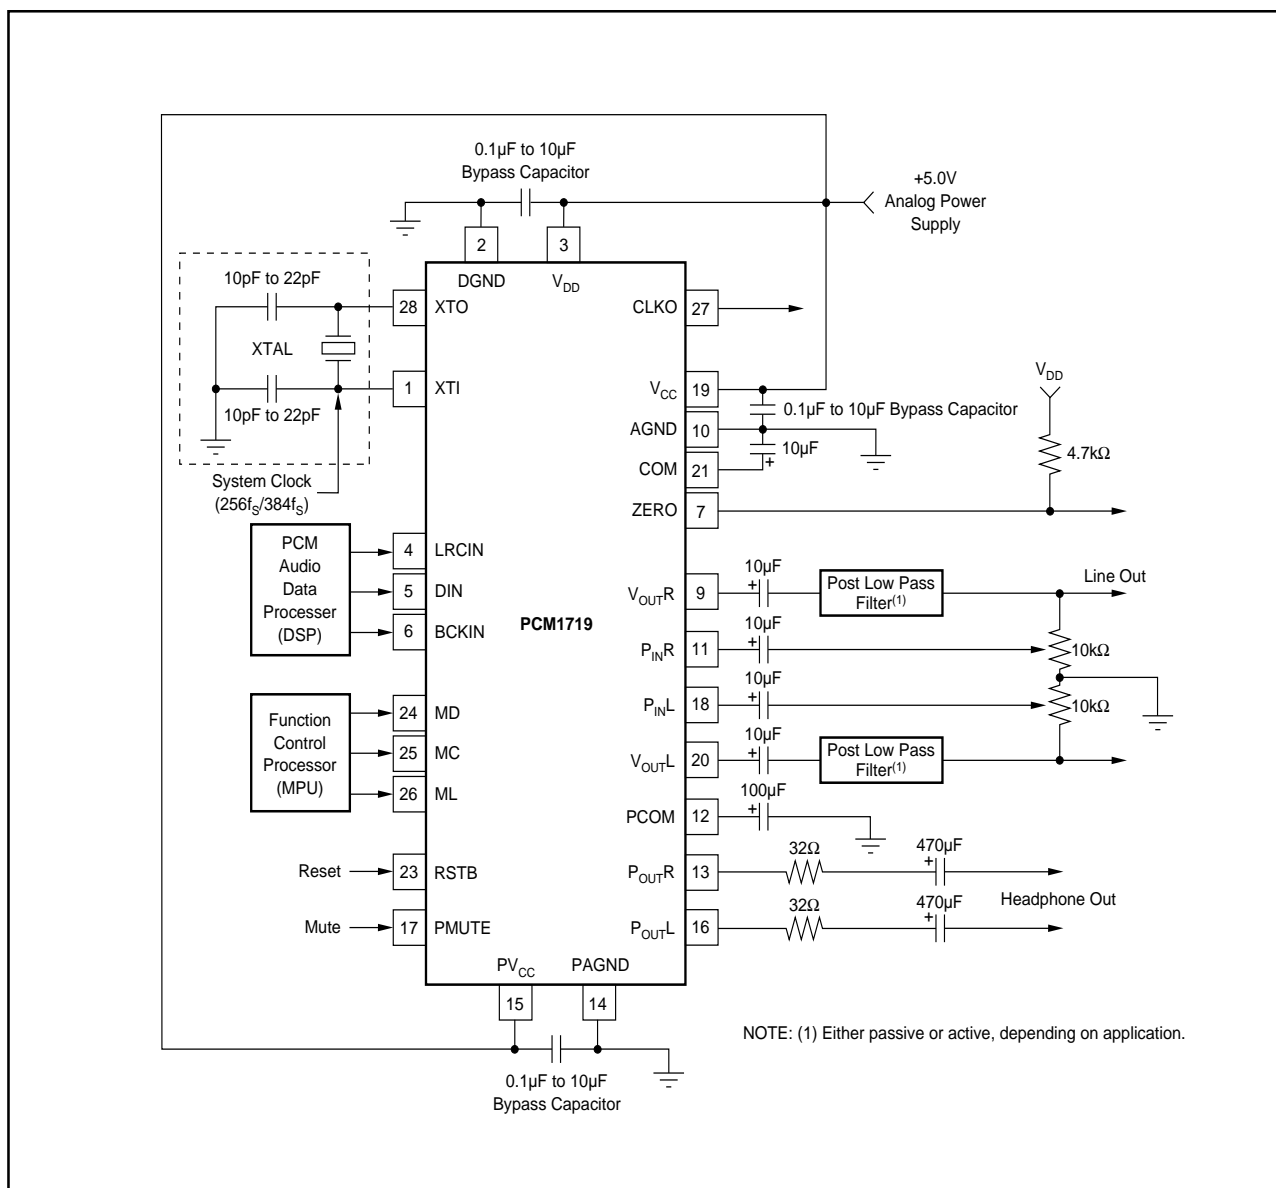 0.1µF to 10µF
Bypass Capacitor
+5.0V
Analog Power
Supply
2
3
DGND
VDD
10pF to 22pF
28
XTO
CLKO
27
XTAL
1
XTI
10pF to 22pF
VCC
19
VDD
0.1µF to 10µF Bypass Capacitor
AGND
10
10µF
+
COM
21
4.7kΩ
System Clock
(256fS/384fS)
ZERO
7
PCM
Audio
Data
Processer
(DSP)
4
LRCIN
5
DIN
6
BCKIN
PCM1719
VOUTR
9
10µF
+
Post Low Pass
Filter(1)
Line Out
PINR
11
10µF
+
10kΩ
PINL
18
10µF
+
10kΩ
Function
Control
Processor
(MPU)
24
MD
25
MC
26
ML
VOUTL
20
10µF
+
Post Low Pass
Filter(1)
PCOM
12
100µF
+
Reset
23
RSTB
POUTR
13
32Ω
470µF
+
Headphone Out
Mute
17
PMUTE
POUTL
16
32Ω
470µF
+
PVCC
PAGND
15
14
0.1µF to 10µF
Bypass Capacitor
NOTE: (1) Either passive or active, depending on application.